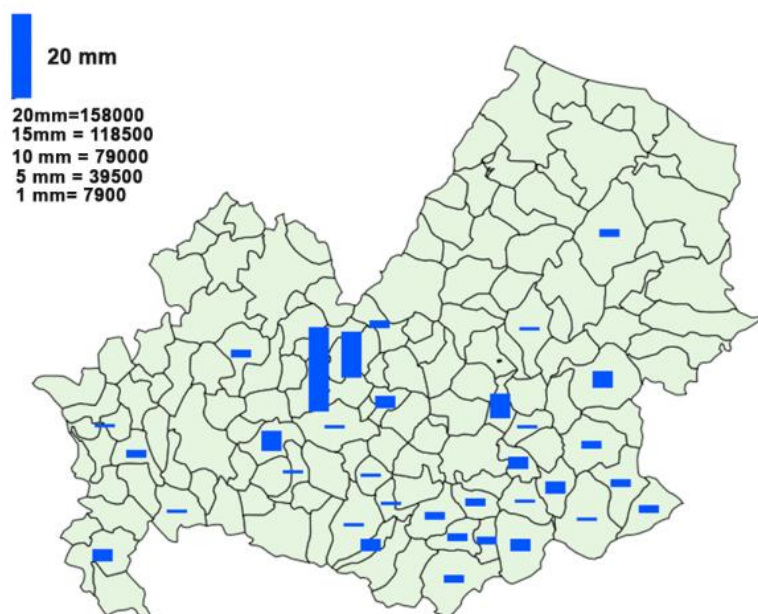 20 mm
20mm=158000
15mm = 118500
10 mm = 79000
5 mm = 39500
1 mm= 7900